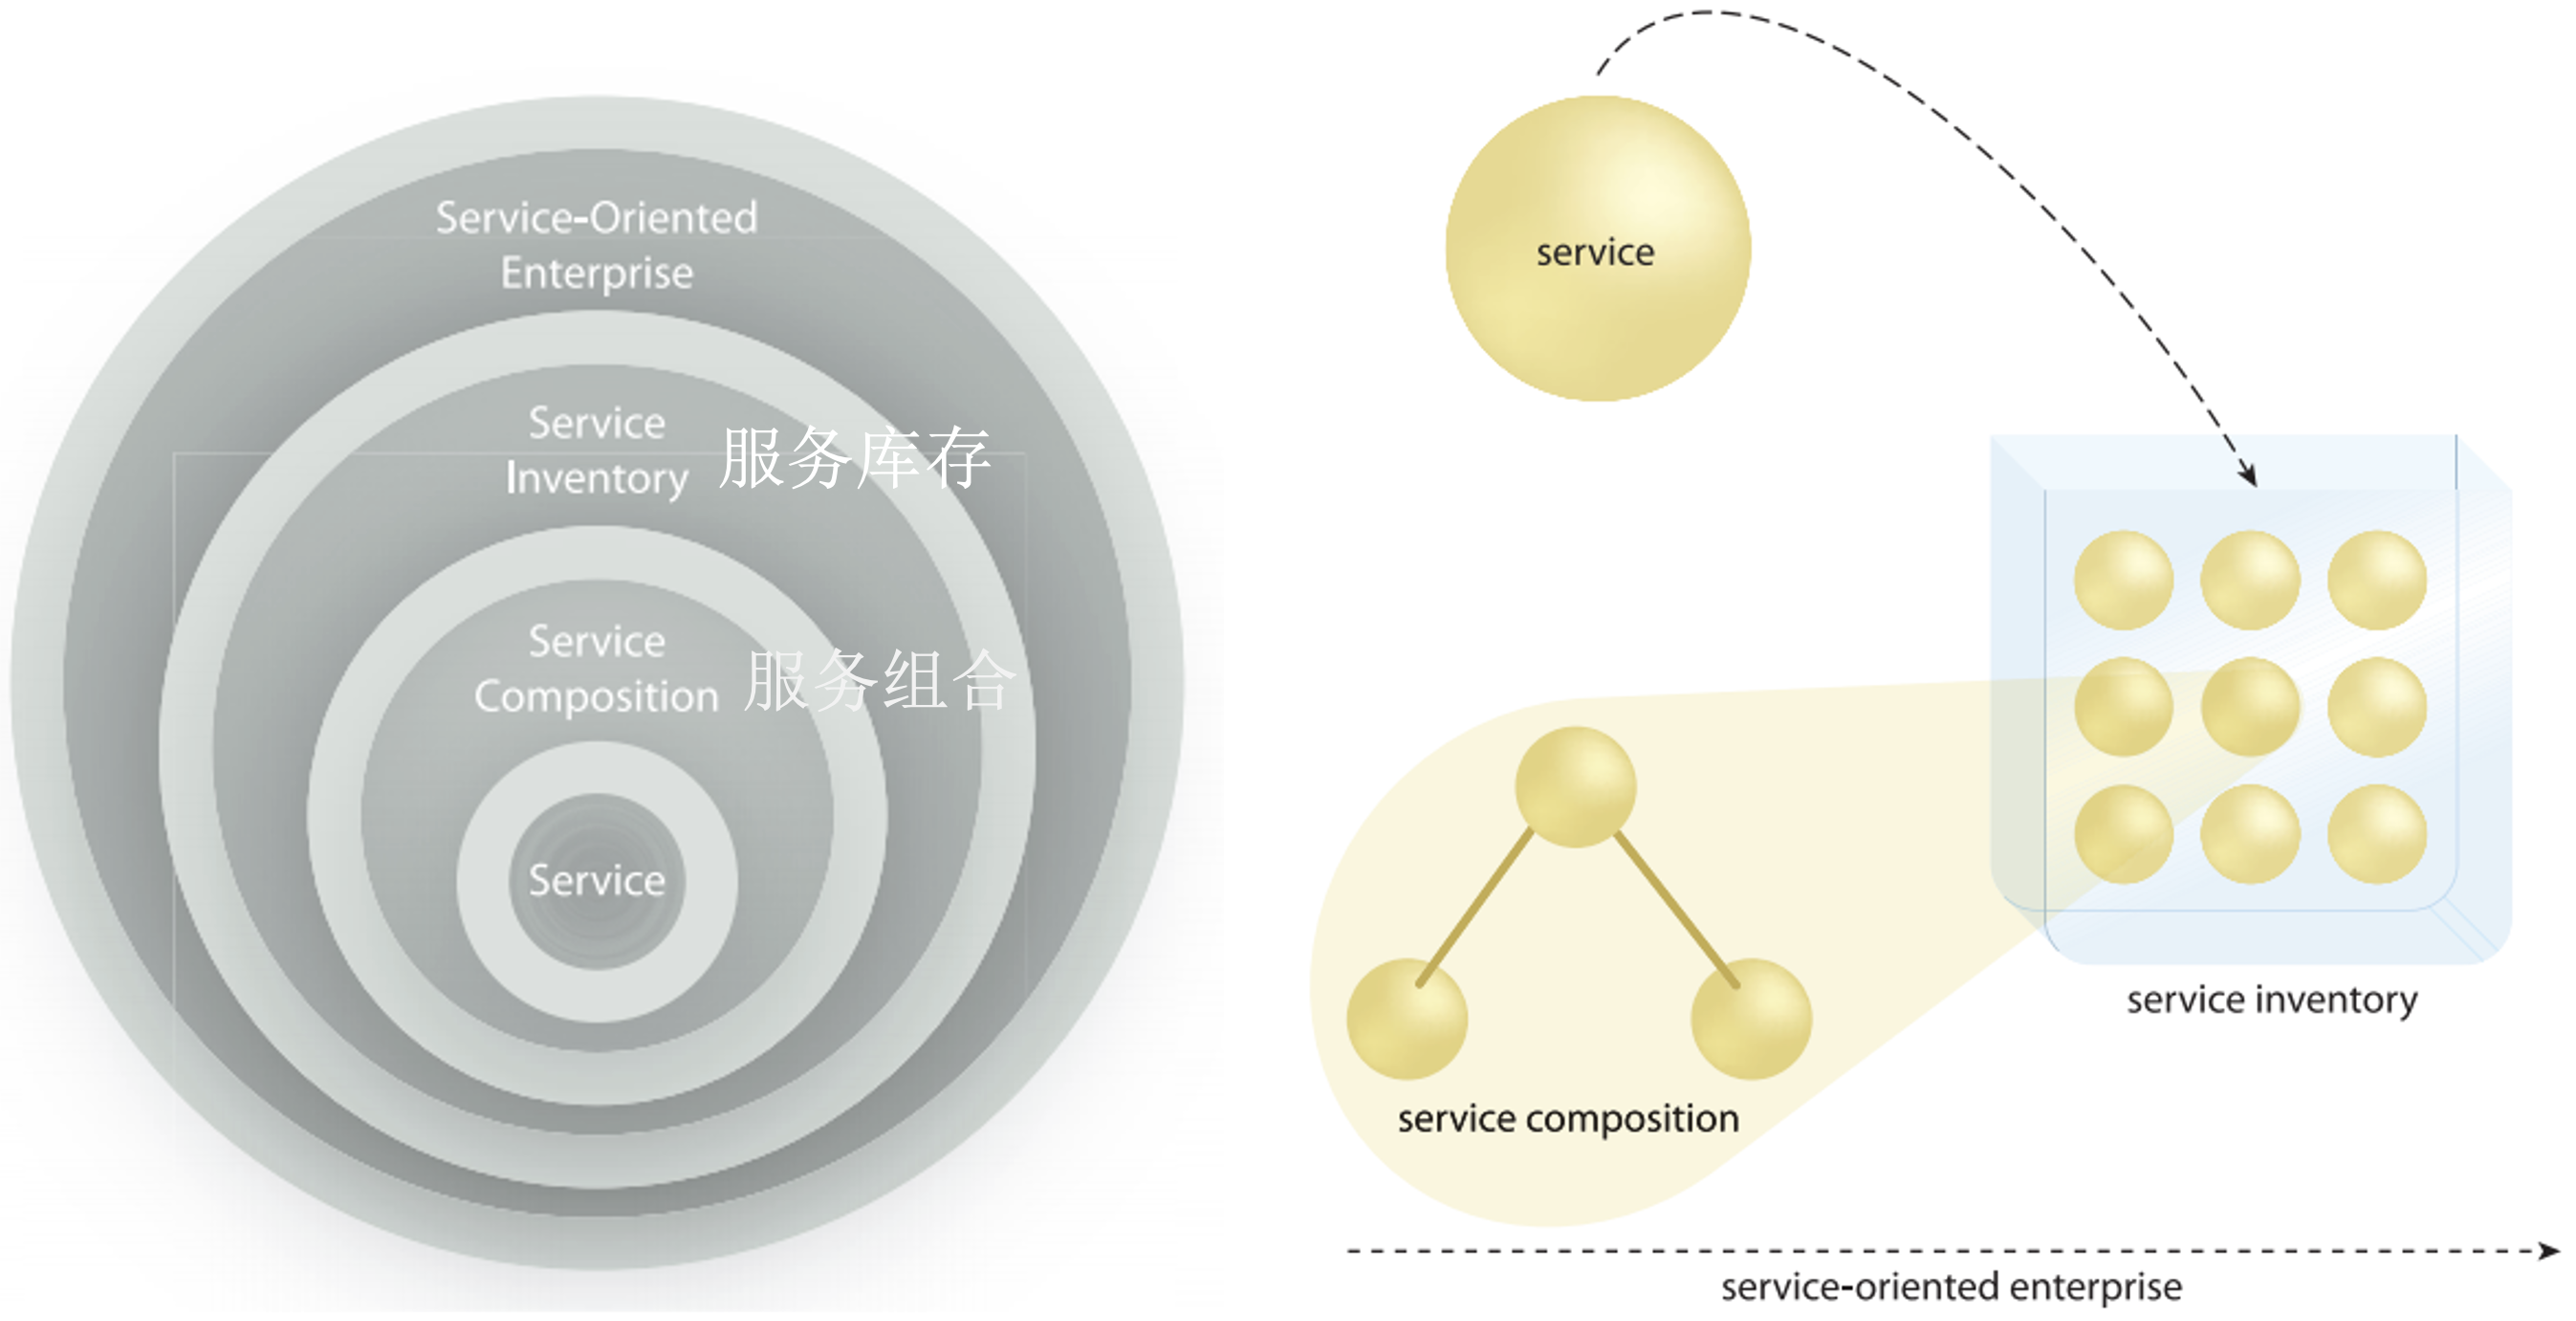 Service-Oriented
Enterprise
Service
Inventory
服务库存
Service
Composition
服务组合
Service
service
service inventory
service composition
service-oriented enterprise